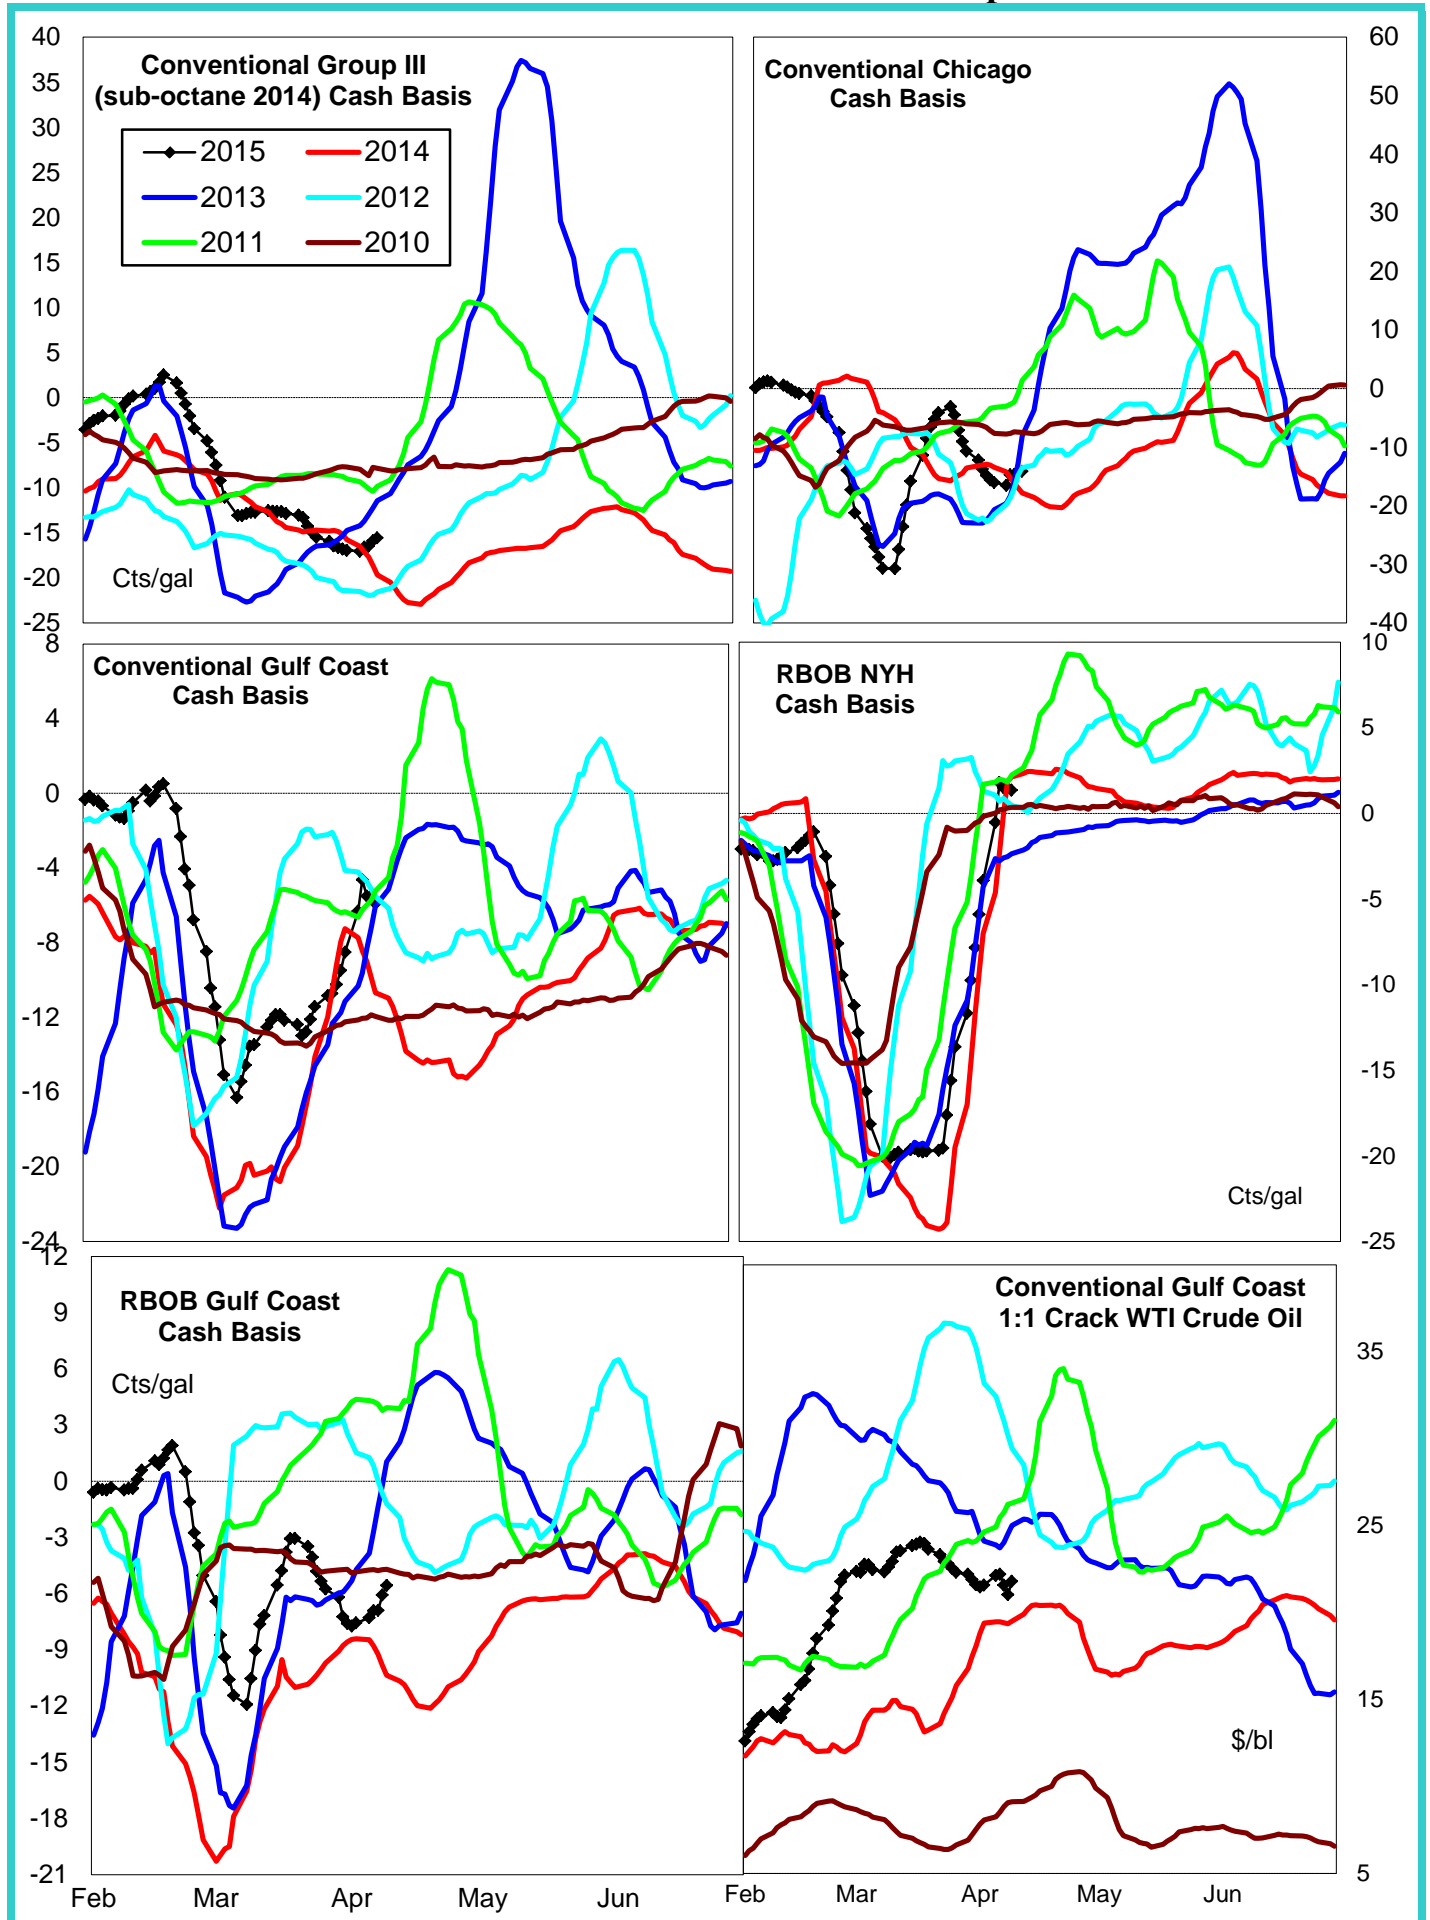 Conventional Group III
(sub-octane 2014) Cash Basis
40
35
30
25
20
15
10
5
0
-5
-10
-15
-20
-25
2015
2014
2013
2012
2011
2010
Cts/gal
Conventional Chicago
Cash Basis
60
50
40
30
20
10
0
-10
-20
-30
-40
Conventional Gulf Coast
Cash Basis
8
4
0
-4
-8
-12
-16
-20
-24
RBOB NYH
Cash Basis
10
5
0
-5
-10
-15
-20
-25
Cts/gal
RBOB Gulf Coast
Cash Basis
Cts/gal
12
9
6
3
0
-3
-6
-9
-12
-15
-18
-21
Feb
Mar
Apr
May
Jun
Conventional Gulf Coast
1:1 Crack WTI Crude Oil
35
25
15
5
$/bl
Feb
Mar
Apr
May
Jun